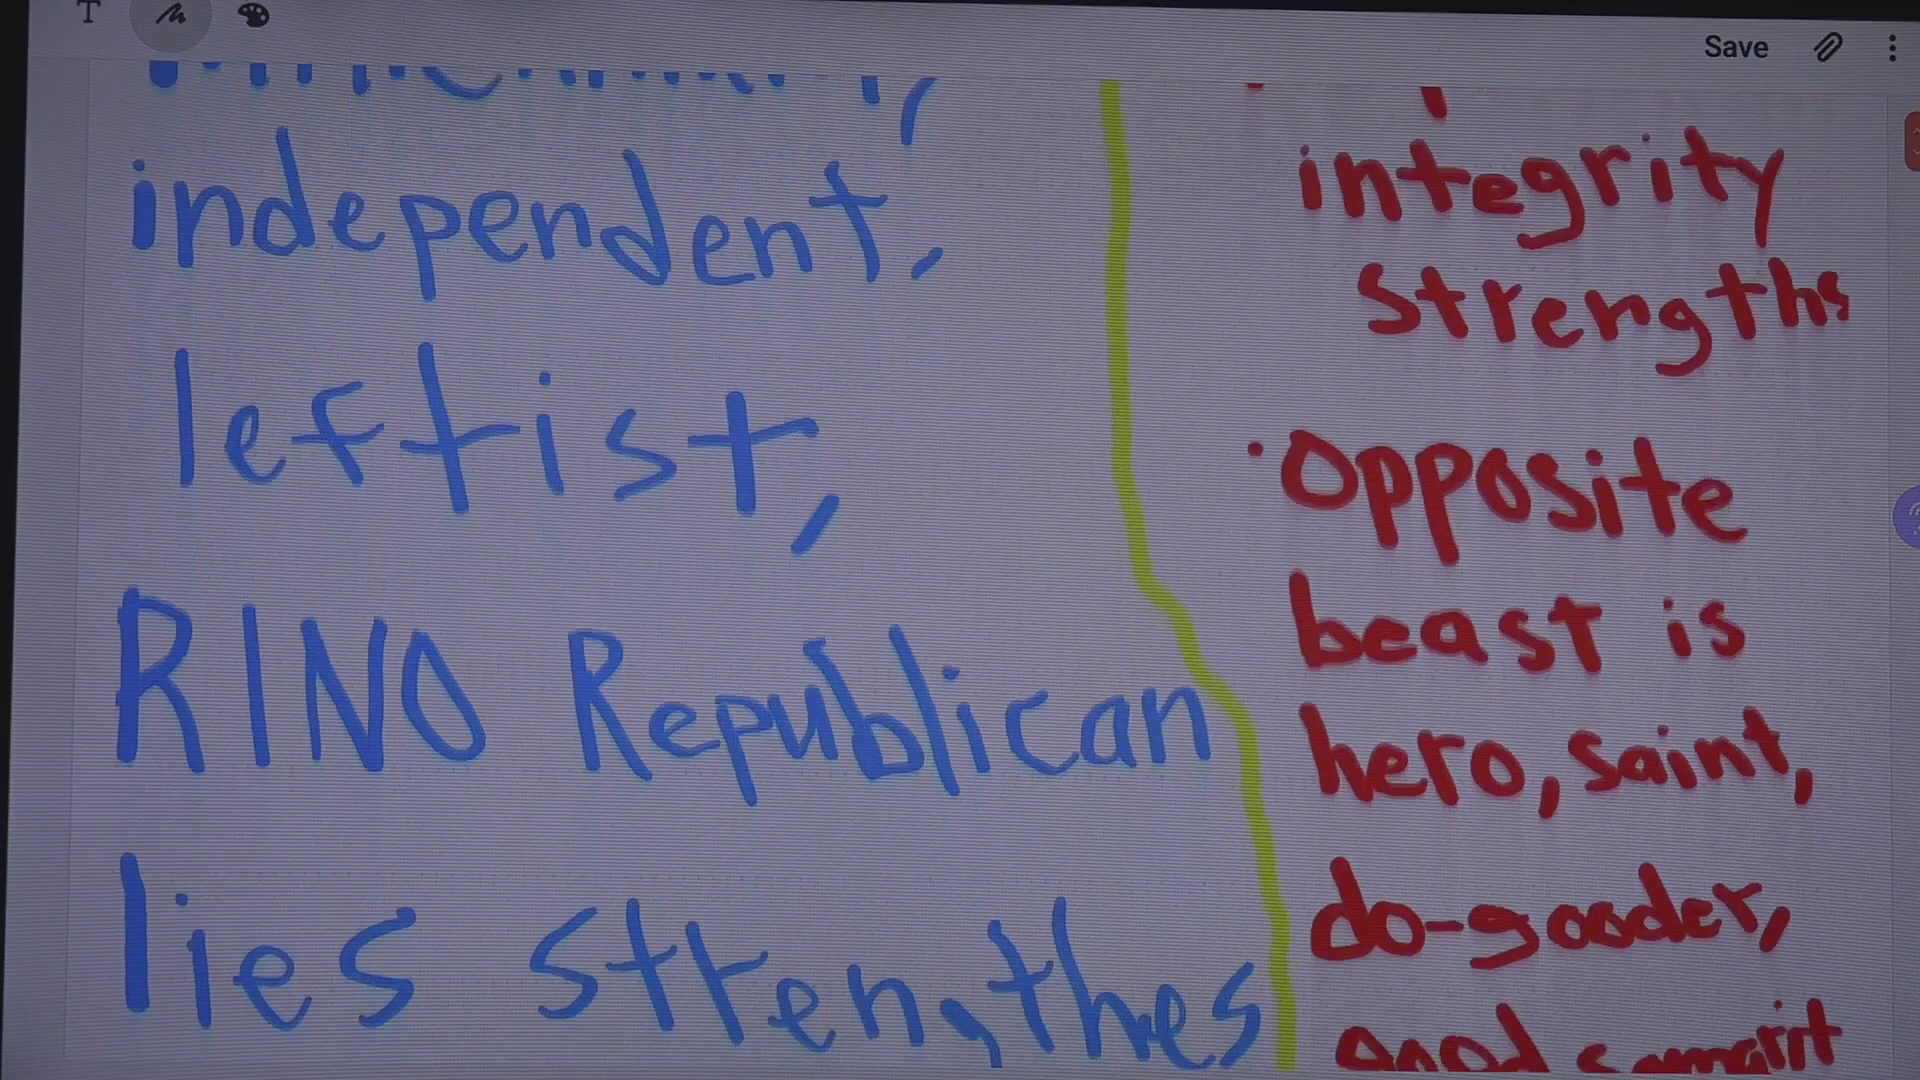 T
Save
independent,
leftist,
RINO Republican
lies strengthes
integrity
strengths
• Opposite
beast is
hero, saint,
do-gooder,